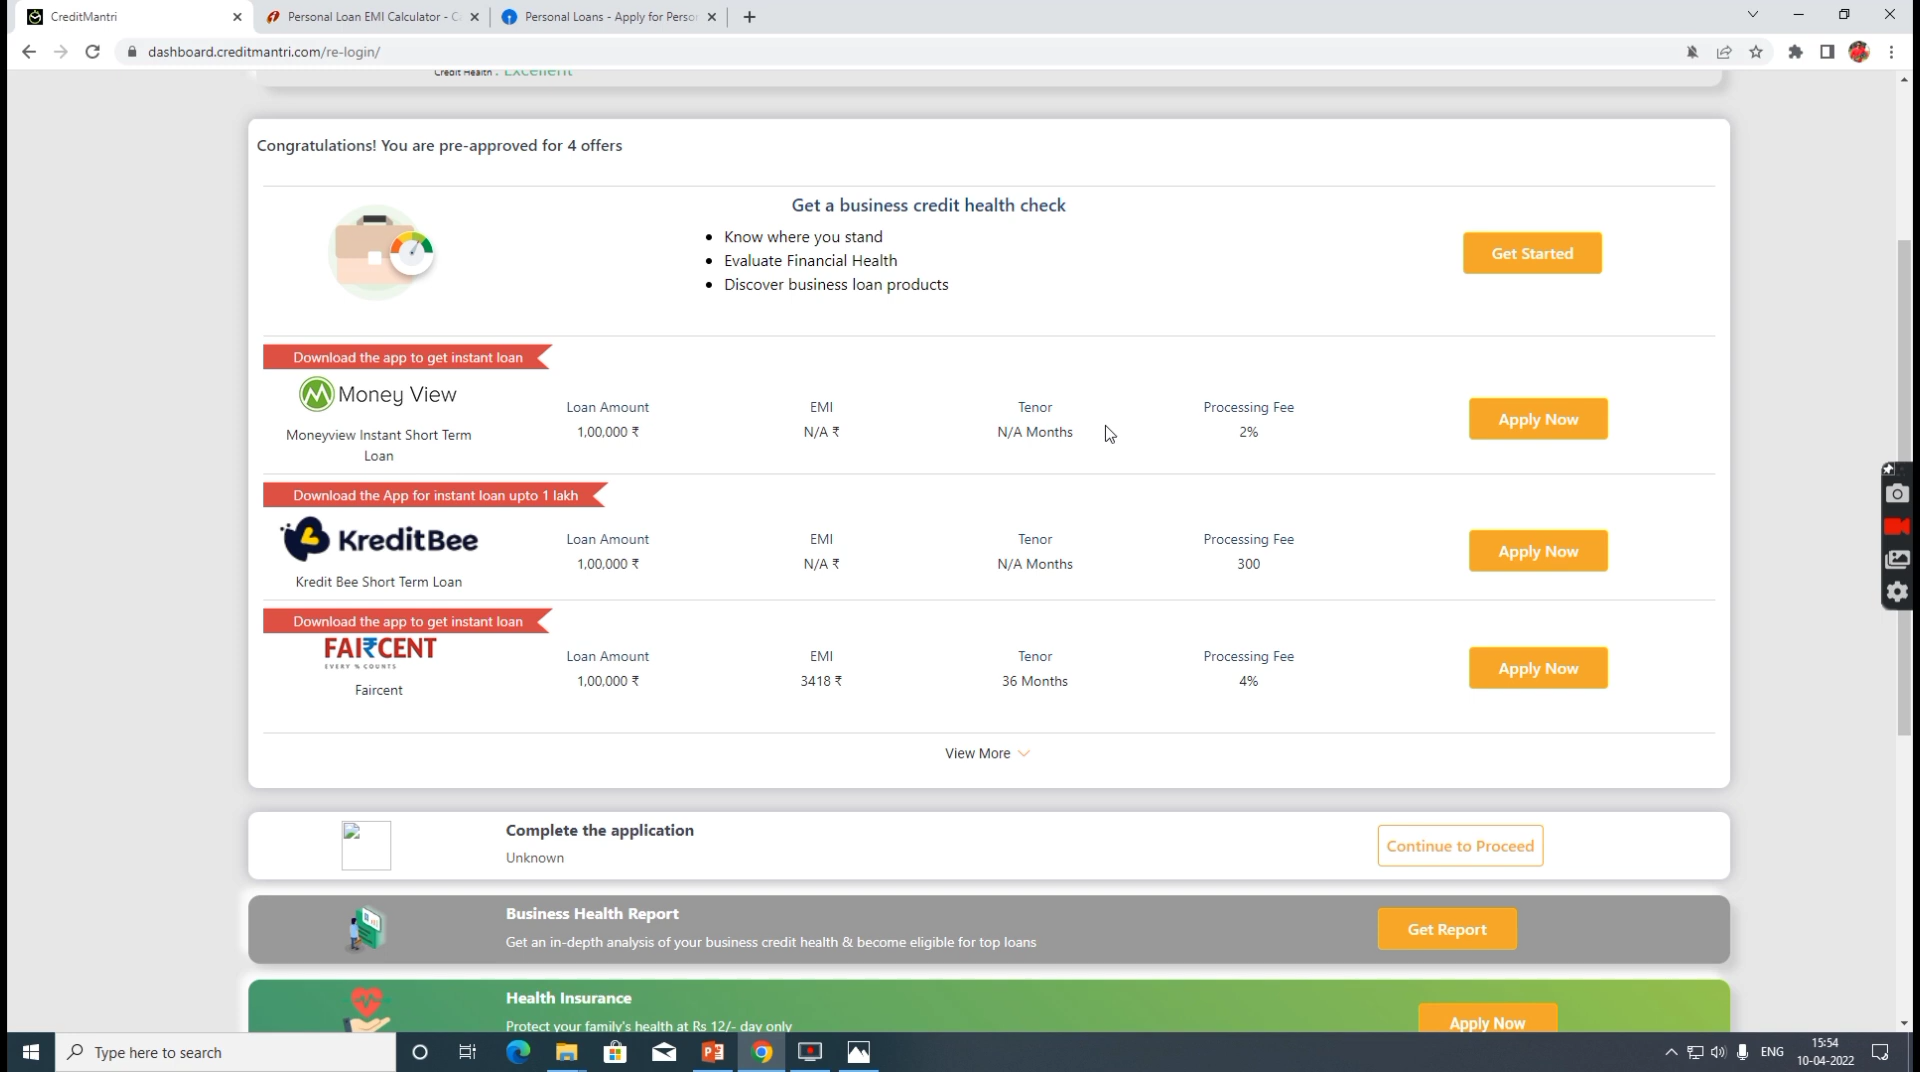 CreditMantri
Personal Loan EMI Calculator - C
Personal Loans - Apply for Person
dashboard.creditmantri.com/re-login/
Credit Health : Excellent
Congratulations! You are pre-approved for 4 offers
Get a business credit health check
Know where you stand
Evaluate Financial Health
Discover business loan products
Get Started
Download the app to get instant loan
Money View
Moneyview Instant Short Term
Loan
Loan Amount
1,00,000 ₹
EMI
N/A ₹
Tenor
N/A Months
Processing Fee
2%
Apply Now
Download the App for instant loan upto 1 lakh
KreditBee
Kredit Bee Short Term Loan
Loan Amount
1,00,000 ₹
EMI
N/A ₹
Tenor
N/A Months
Processing Fee
300
Apply Now
Download the app to get instant loan
FAI₹CENT
EVERY % COUNTS
Faircent
Loan Amount
1,00,000 ₹
EMI
3418 ₹
Tenor
36 Months
Processing Fee
4%
Apply Now
View More
Complete the application
Unknown
Continue to Proceed
Business Health Report
Get an in-depth analysis of your business credit health & become eligible for top loans
Get Report
Health Insurance
Protect your family's health at Rs 12/- day only
Apply Now
Type here to search
ENG
15:54
10-04-2022